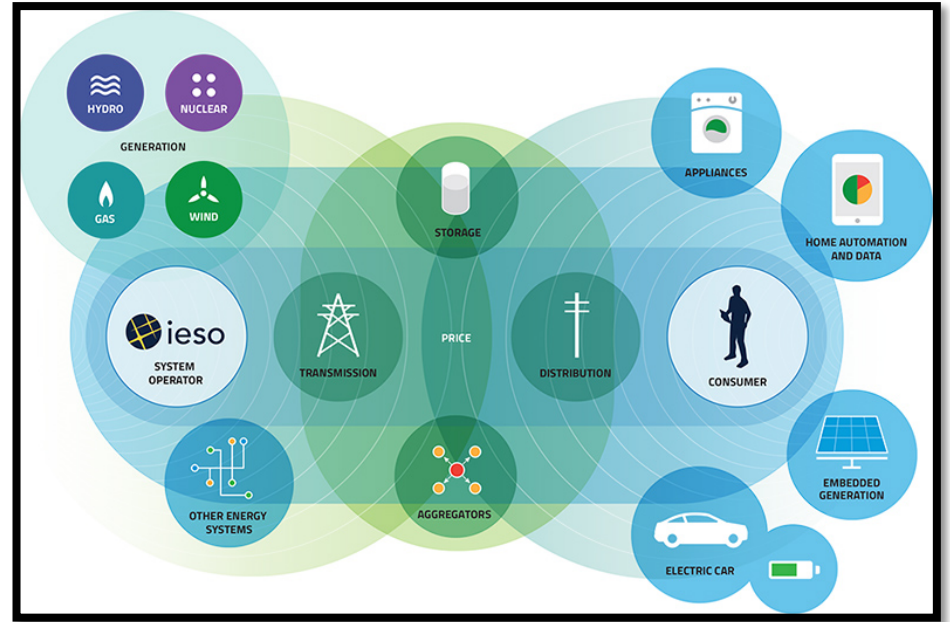 HYDRO
NUCLEAR
GENERATION
GAS
WIND
STORAGE
APPLIANCES
HOME AUTOMATION
AND DATA
ieso
SYSTEM
OPERATOR
TRANSMISSION
PRICE
DISTRIBUTION
CONSUMER
OTHER ENERGY
SYSTEMS
AGGREGATORS
EMBEDDED
GENERATION
ELECTRIC CAR